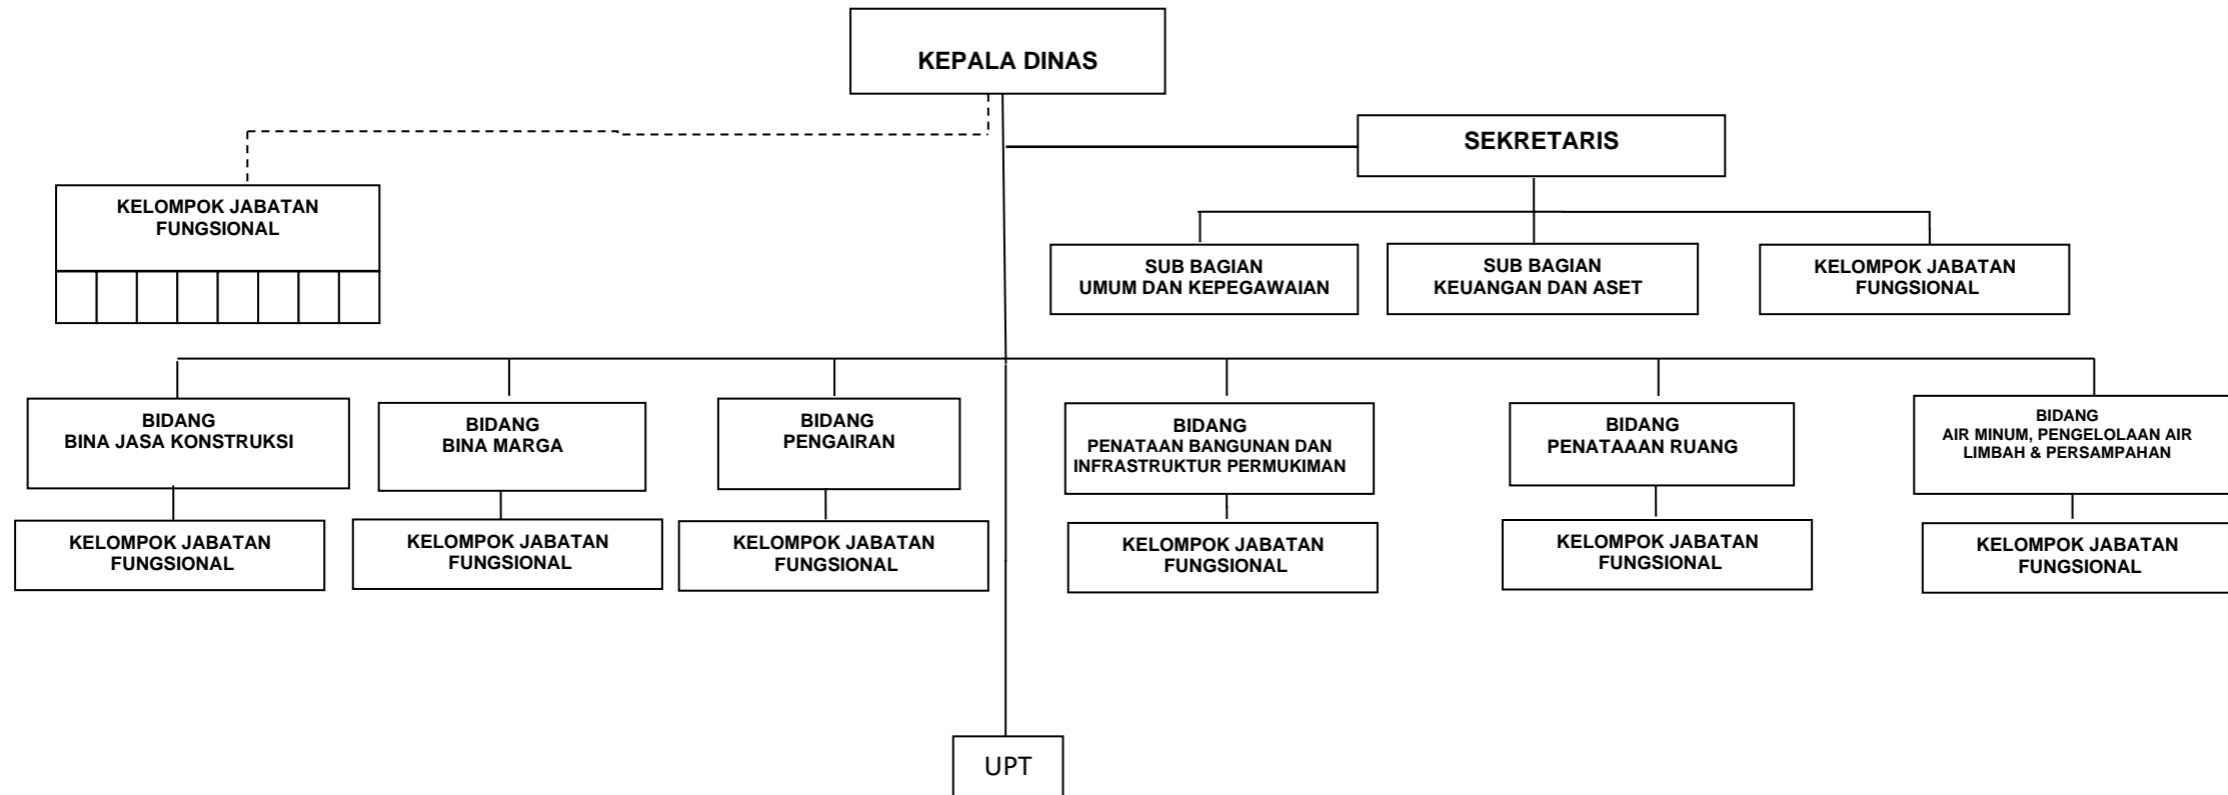 KEPALA DINAS
SEKRETARIS
KELOMPOK JABATAN
FUNGSIONAL
SUB BAGIAN
UMUM DAN KEPEGAWAIAN
SUB BAGIAN
KEUANGAN DAN ASET
KELOMPOK JABATAN
FUNGSIONAL
BIDANG
BINA JASA KONSTRUKSI
BIDANG
BINA MARGA
BIDANG
PENGAIRAN
BIDANG
PENATAAN BANGUNAN DAN
INFRASTRUKTUR PERMUKIMAN
BIDANG
PENATAAAN RUANG
BIDANG
AIR MINUM, PENGELOLAAN AIR
LIMBAH & PERSAMPAHAN
KELOMPOK JABATAN
FUNGSIONAL
KELOMPOK JABATAN
FUNGSIONAL
KELOMPOK JABATAN
FUNGSIONAL
KELOMPOK JABATAN
FUNGSIONAL
KELOMPOK JABATAN
FUNGSIONAL
KELOMPOK JABATAN
FUNGSIONAL
UPT